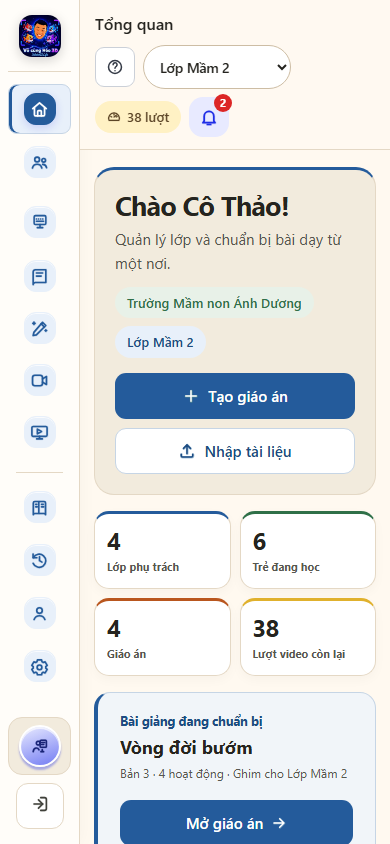 Tổng quan
Lớp Mầm 2
38 lượt
2
Chào Cô Thảo!
Quản lý lớp và chuẩn bị bài dạy từ
một nơi.
Trường Mầm non Ánh Dương
Lớp Mầm 2
Tạo giáo án
Nhập tài liệu
4
Lớp phụ trách
6
Trẻ đang học
4
Giáo án
38
Lượt video còn lại
Bài giảng đang chuẩn bị
Vòng đời bướm
Bản 3 · 4 hoạt động · Ghim cho Lớp Mầm 2
Mở giáo án